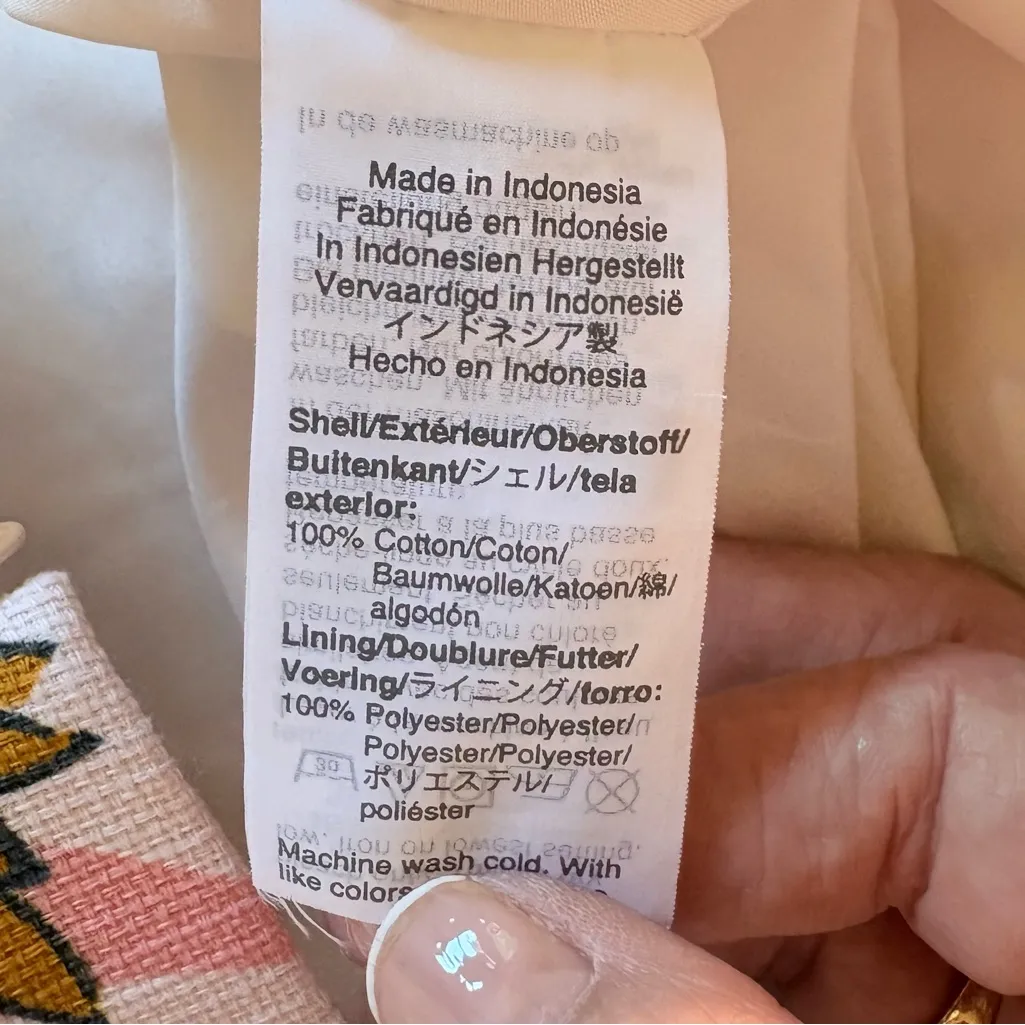 Made in Indonesia
Fabriqué en Indonésie
In Indonesien Hergestellt
Vervaardigd in Indonesië
インドネシア製
Hecho en Indonesia
Shell/Extérieur/Oberstoff/
Buitenkant/シェル/tela
exterior:
100% Cotton/Coton/
Baumwolle/Katoen/綿/
algodón
Lining/Doublure/Futter/
Voering/ライニング/forro:
100% Polyester/Polyester/
Polyester/Polyester/
ポリエステル/
poliéster
Machine wash cold. With
like colors